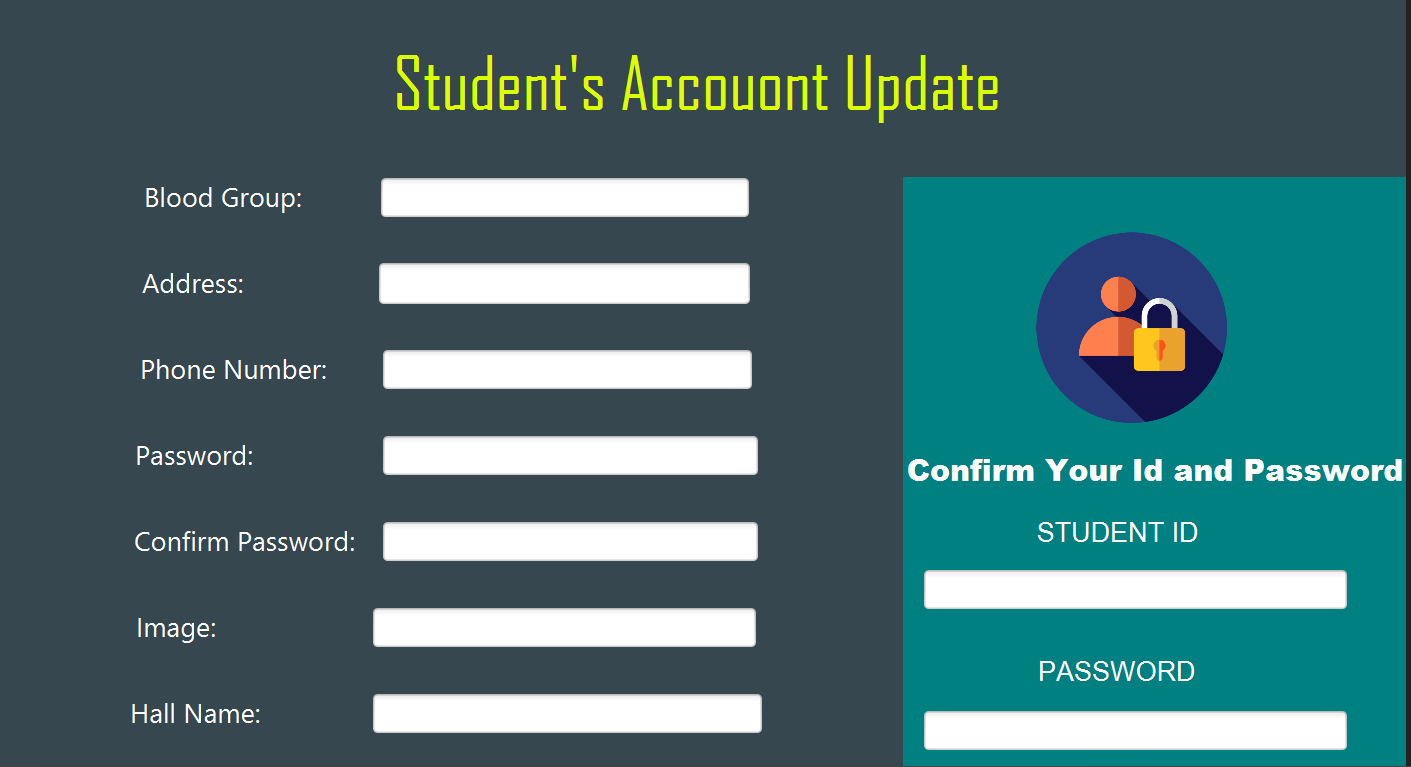 Student's Accouont Update
Blood Group:
Address:
Phone Number:
Password:
Confirm Password:
Image:
Hall Name:
Confirm Your Id and Password
STUDENT ID
PASSWORD